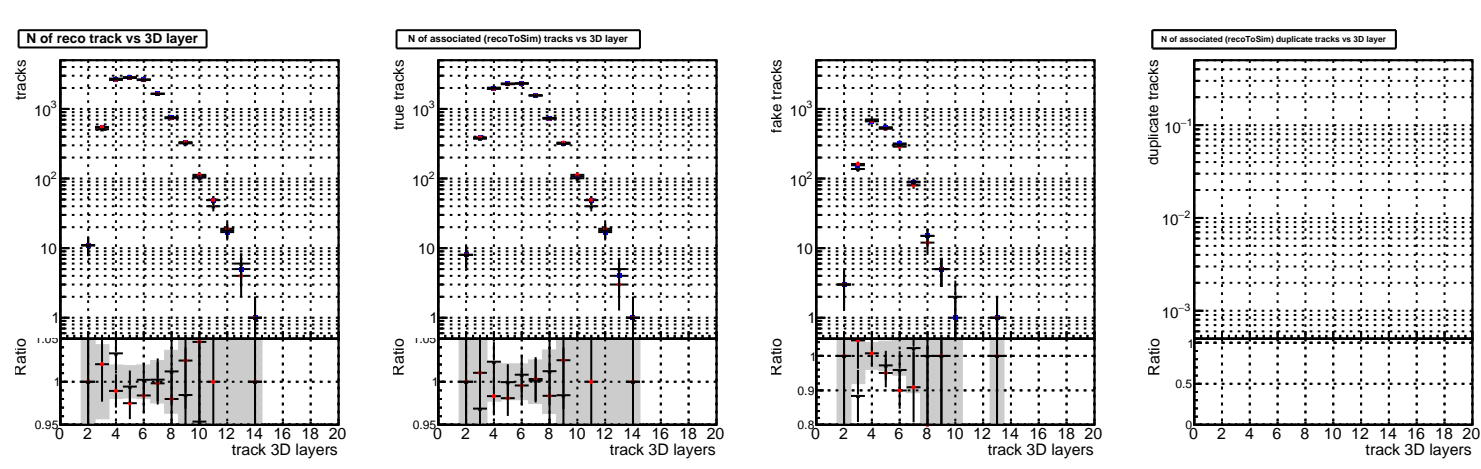 N of reco track vs 3D layer
tracks
10³
10²
10
1
Ratio
1.05
1
0.95
0 2 4 6 8 10 12 14 16 18 20
track 3D layers
N of associated (recoToSim) tracks vs 3D layer
true tracks
10³
10²
10
1
Ratio
1.05
1
0.95
0 2 4 6 8 10 12 14 16 18 20
track 3D layers
fake tracks
10³
10²
10
1
Ratio
1
0.9
0.8
0 2 4 6 8 10 12 14 16 18 20
track 3D layers
N of associated (recoToSim) duplicate tracks vs 3D layer
duplicate tracks
10⁻¹
10⁻²
10⁻³
Ratio
1
0.5
0
0 2 4 6 8 10 12 14 16 18 20
track 3D layers